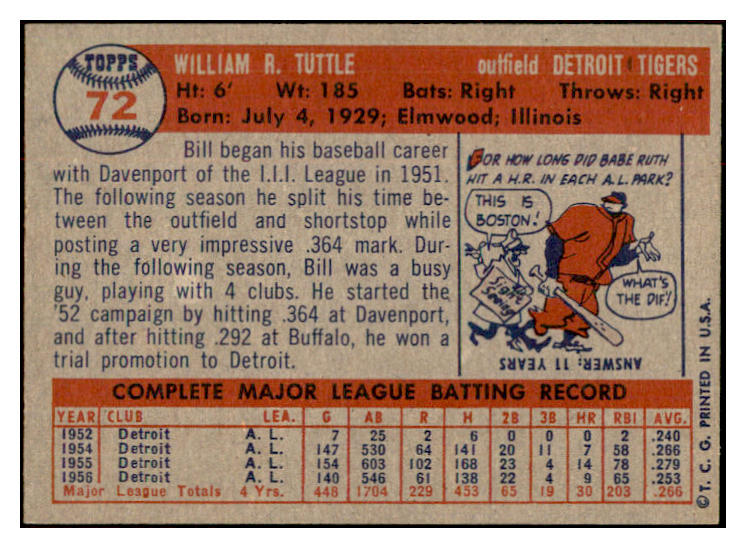 TOPPS
72
WILLIAM R. TUTTLE outfield DETROIT TIGERS
Ht: 6' Wt: 185 Bats: Right Throws: Right
Born: July 4, 1929; Elmwood; Illinois
Bill began his baseball career
with Davenport of the I.I.I. League in 1951.
The following season he split his time be-
tween the outfield and shortstop while
posting a very impressive .364 mark. Dur-
ing the following season, Bill was a busy
guy, playing with 4 clubs. He started the
'52 campaign by hitting .364 at Davenport,
and after hitting .292 at Buffalo, he won a
trial promotion to Detroit.
FOR HOW LONG DID BABE RUTH
HIT A H.R. IN EACH A.L. PARK?
THIS IS
BOSTON!
WHAT'S
THE DIF!
Sight
Seeing
ANSWER: 11 YEARS
COMPLETE MAJOR LEAGUE BATTING RECORD
YEAR CLUB LEA. G AB R H 2B 3B HR RBI AVG.
1952 Detroit A. L. 7 25 2 6 0 0 0 2 .240
1954 Detroit A. L. 147 530 64 141 20 11 7 58 .266
1955 Detroit A. L. 154 603 102 168 23 4 14 78 .279
1956 Detroit A. L. 140 546 61 138 22 4 9 65 .253
Major League Totals 4 Yrs. 448 1704 229 453 65 19 30 203 .266
©T. C. G. PRINTED IN U.S.A.